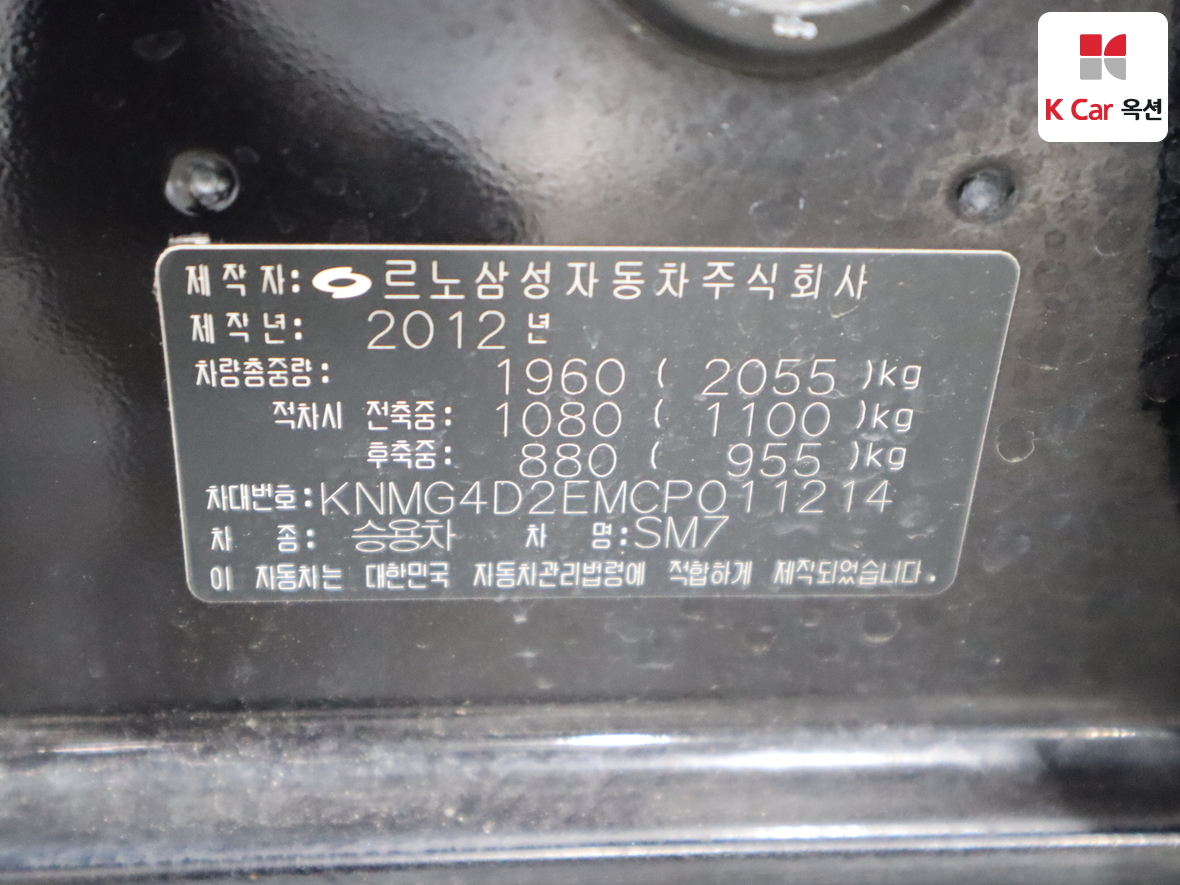 K Car 옥션
제작자: 르노삼성자동차주식회사
제작년: 2012 년
차량총중량: 1960 ( 2055 )kg
적차시 전축중: 1080 ( 1100 )kg
후축중: 880 ( 955 )kg
차대번호:KNMG4D2EMCP011214
차 종: 승용차 차 명:SM7
이 자동차는 대한민국 자동차관리법령에 적합하게 제작되었습니다.